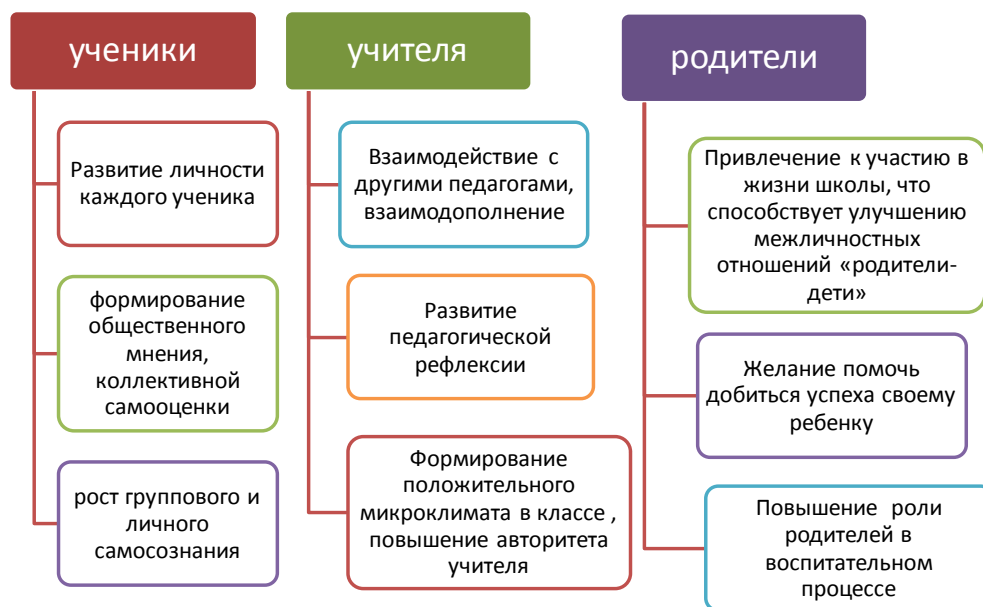 ученики
Развитие личности
каждого ученика
формирование
общественного
мнения,
коллективной
самооценки
рост группового и
личного
самосознания
учителя
Взаимодействие с
другими педагогами,
взаимодополнение
Развитие
педагогической
рефлексии
Формирование
положительного
микроклимата в классе ,
повышение авторитета
учителя
родители
Привлечение к участию в
жизни школы, что
способствует улучшению
межличностных
отношений «родители-
дети»
Желание помочь
добиться успеха своему
ребенку
Повышение роли
родителей в
воспитательном
процессе